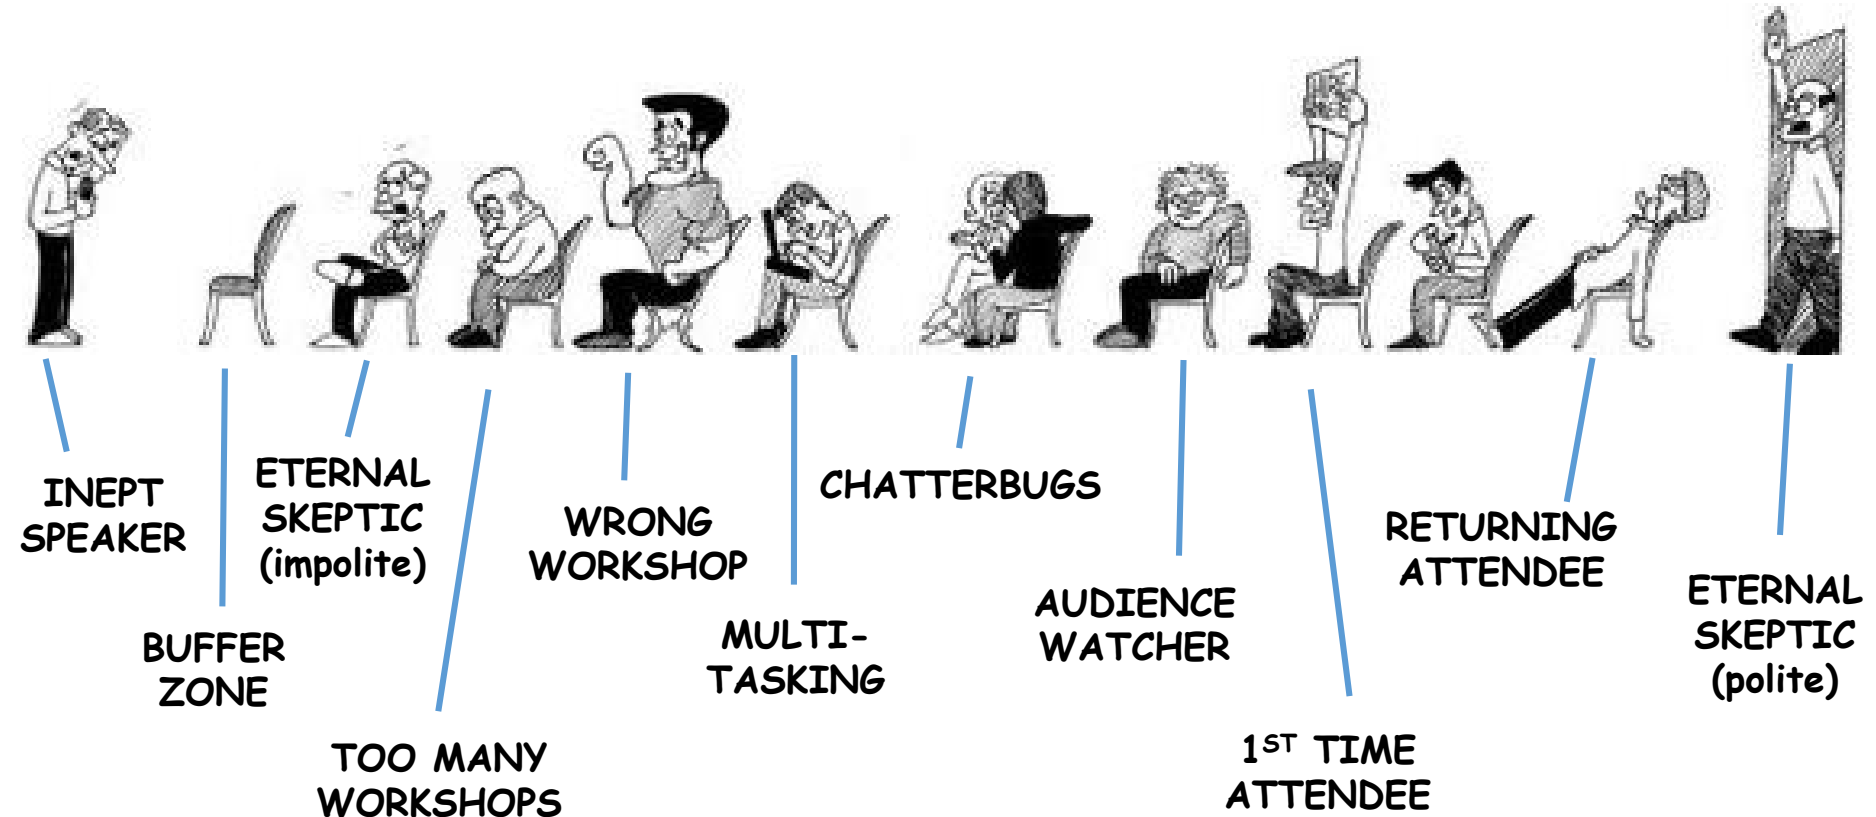 INEPT
SPEAKER
BUFFER
ZONE
ETERNAL
SKEPTIC
(impolite)
TOO MANY
WORKSHOPS
WRONG
WORKSHOP
MULTI-
TASKING
CHATTERBUGS
AUDIENCE
WATCHER
1ST TIME
ATTENDEE
RETURNING
ATTENDEE
ETERNAL
SKEPTIC
(polite)